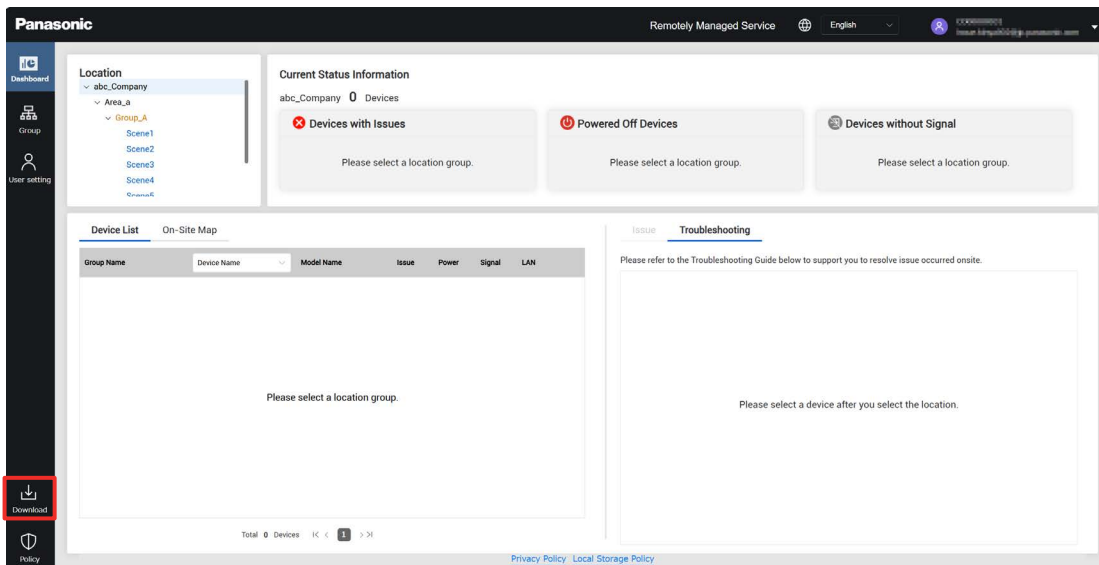 Panasonic
Remotely Managed Service
English
Dashboard
Group
User setting
Download
Policy
Location
abc_Company
Area_a
Group_A
Scene1
Scene2
Scene3
Scene4
Scene5
Current Status Information
abc_Company 0 Devices
Devices with Issues
Please select a location group.
Powered Off Devices
Please select a location group.
Devices without Signal
Please select a location group.
Device List On-Site Map
Group Name Device Name Model Name Issue Power Signal LAN
Please select a location group.
Total 0 Devices 1
Issue Troubleshooting
Please refer to the Troubleshooting Guide below to support you to resolve issue occurred onsite.
Please select a device after you select the location.
Privacy Policy Local Storage Policy